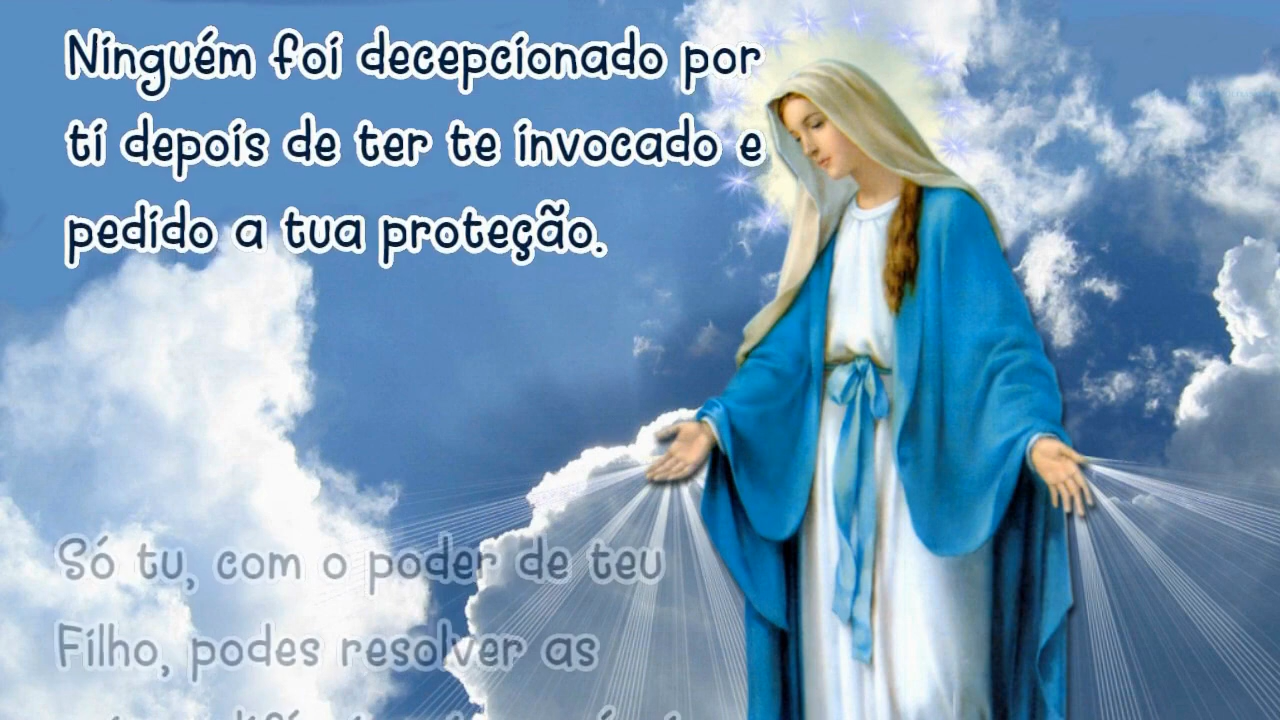 Ninguém foi decepcionado por
ti depois de ter te invocado e
pedido a tua proteção.
Só tu, com o poder de teu
Filho, podes resolver as